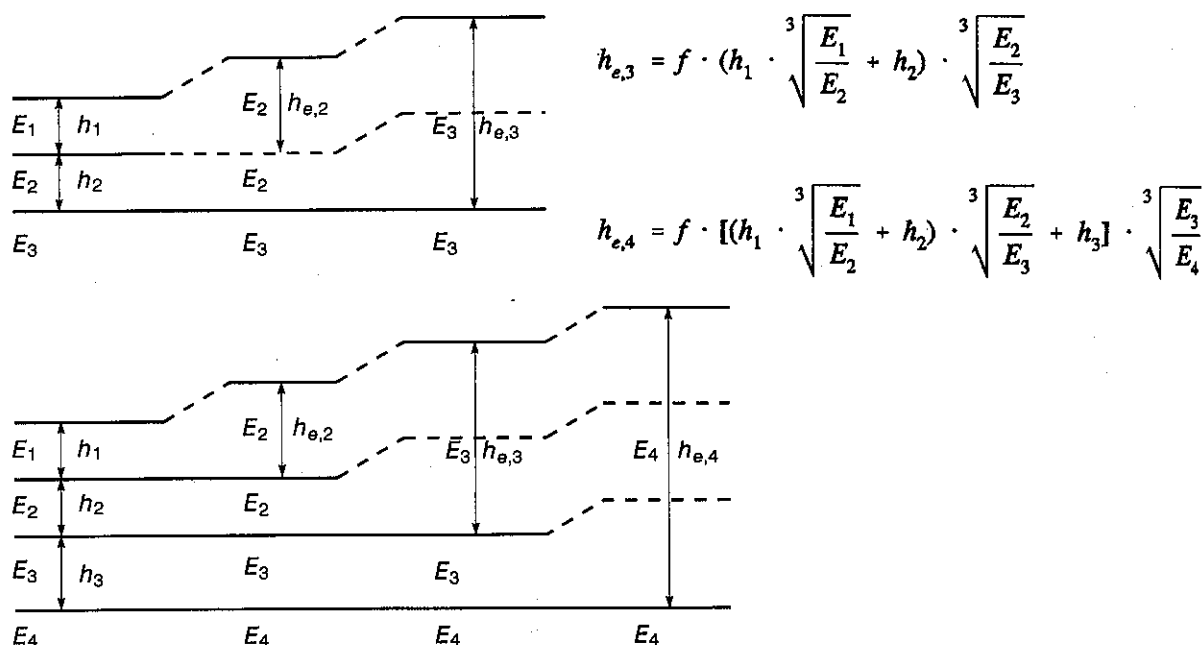 h_{e,3} = f · (h_1 · ∛(E_1/E_2) + h_2) · ∛(E_2/E_3)
E_1 h_1 E_2 h_{e,2} E_3 h_{e,3}
E_2 h_2 E_2
E_3 E_3 E_3
h_{e,4} = f · [(h_1 · ∛(E_1/E_2) + h_2) · ∛(E_2/E_3) + h_3] · ∛(E_3/E_4)
E_1 h_1 E_2 h_{e,2} E_3 h_{e,3} E_4 h_{e,4}
E_2 h_2 E_2
E_3 h_3 E_3 E_3
E_4 E_4 E_4 E_4